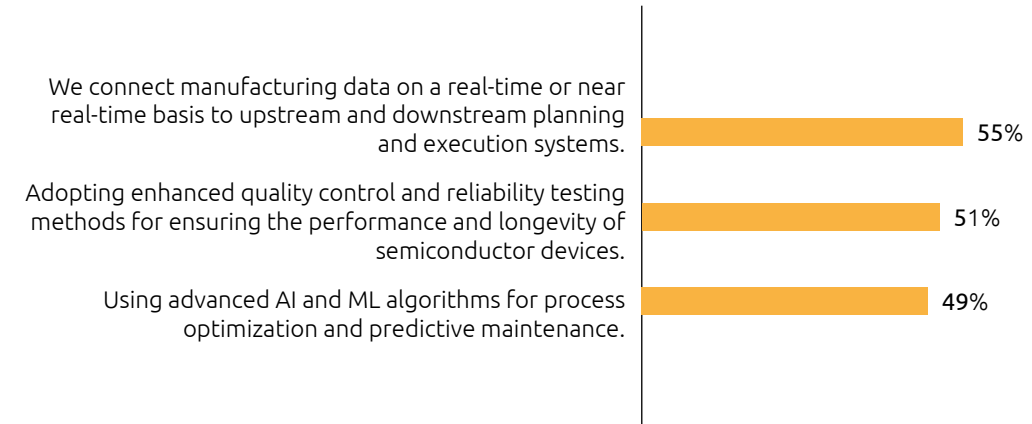 We connect manufacturing data on a real-time or near
real-time basis to upstream and downstream planning
and execution systems.
55%
Adopting enhanced quality control and reliability testing
methods for ensuring the performance and longevity of
semiconductor devices.
51%
Using advanced AI and ML algorithms for process
optimization and predictive maintenance.
49%